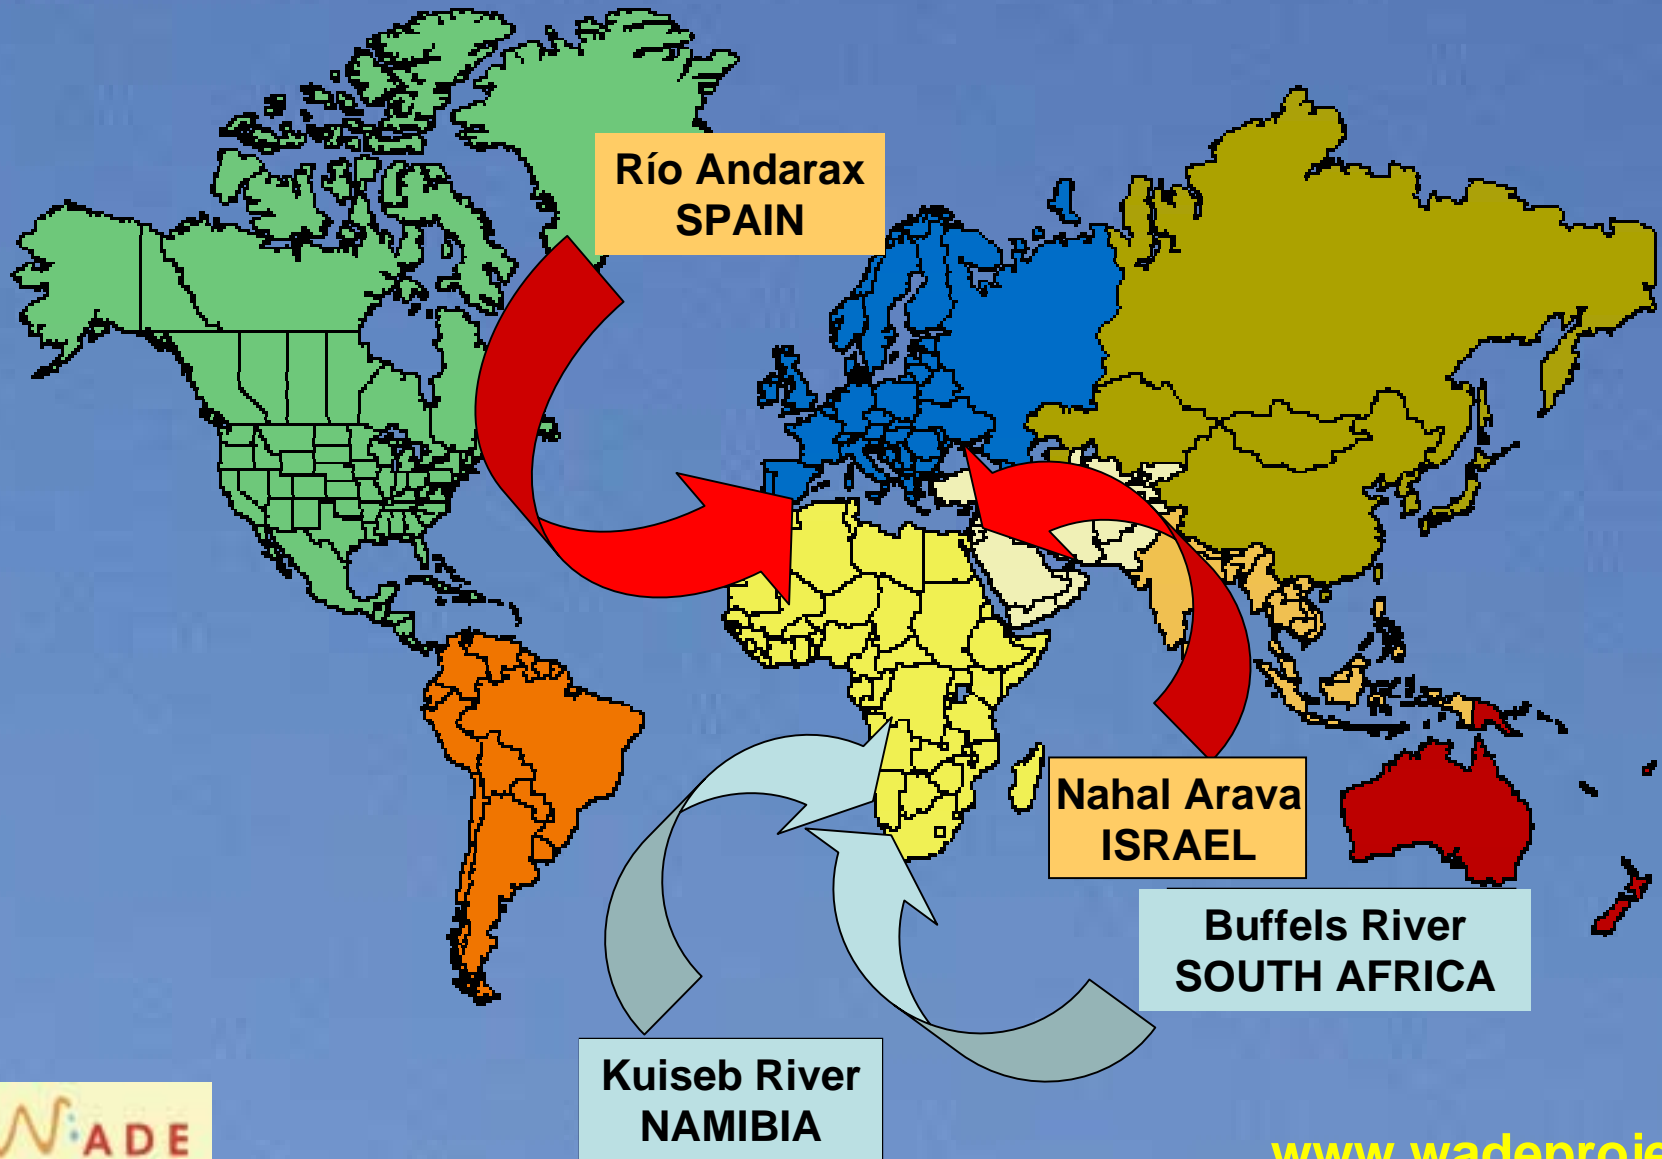 Río Andarax
SPAIN
Nahal Arava
ISRAEL
Buffels River
SOUTH AFRICA
Kuiseb River
NAMIBIA
ADE